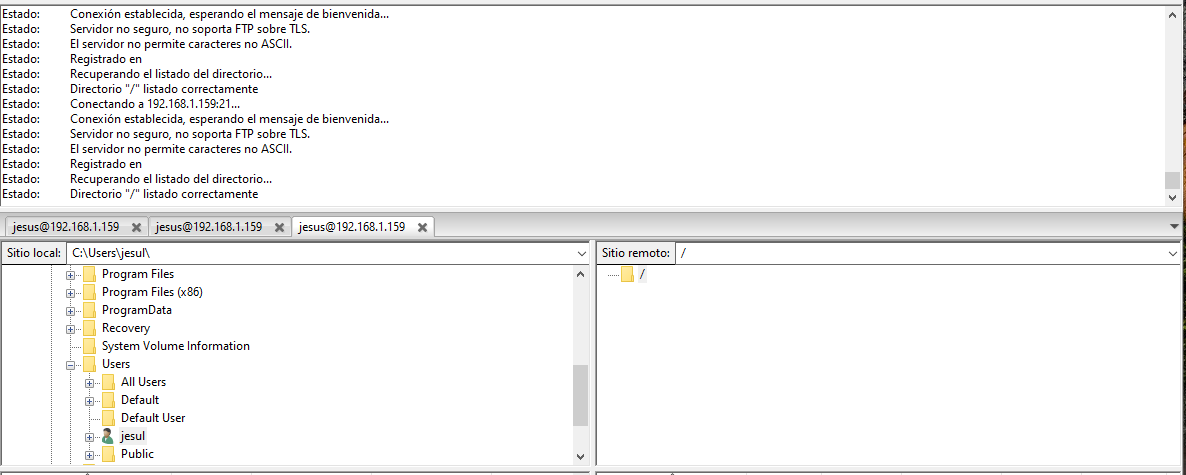 Estado: Conexión establecida, esperando el mensaje de bienvenida...
Estado: Servidor no seguro, no soporta FTP sobre TLS.
Estado: El servidor no permite caracteres no ASCII.
Estado: Registrado en
Estado: Recuperando el listado del directorio...
Estado: Directorio "/" listado correctamente
Estado: Conectando a 192.168.1.159:21...
Estado: Conexión establecida, esperando el mensaje de bienvenida...
Estado: Servidor no seguro, no soporta FTP sobre TLS.
Estado: El servidor no permite caracteres no ASCII.
Estado: Registrado en
Estado: Recuperando el listado del directorio...
Estado: Directorio "/" listado correctamente
jesus@192.168.1.159 jesus@192.168.1.159 jesus@192.168.1.159
Sitio local: C:\Users\jesul\
Program Files
Program Files (x86)
ProgramData
Recovery
System Volume Information
Users
All Users
Default
Default User
jesul
Public
Sitio remoto: /
/